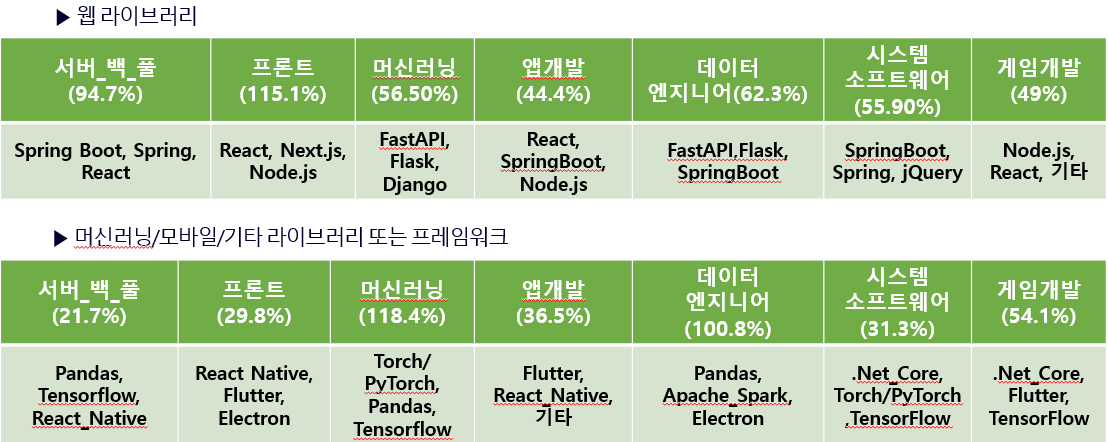 ▶ 웹 라이브러리
서버_백_풀
(94.7%)
프론트
(115.1%)
머신러닝
(56.50%)
앱개발
(44.4%)
데이터
엔지니어(62.3%)
시스템
소프트웨어
(55.90%)
게임개발
(49%)
Spring Boot, Spring,
React
React, Next.js,
Node.js
FastAPI,
Flask,
Django
React,
SpringBoot,
Node.js
FastAPI,Flask,
SpringBoot
SpringBoot,
Spring, jQuery
Node.js,
React, 기타
▶ 머신러닝/모바일/기타 라이브러리 또는 프레임워크
서버_백_풀
(21.7%)
프론트
(29.8%)
머신러닝
(118.4%)
앱개발
(36.5%)
데이터
엔지니어
(100.8%)
시스템
소프트웨어
(31.3%)
게임개발
(54.1%)
Pandas,
Tensorflow,
React_Native
React Native,
Flutter,
Electron
Torch/
PyTorch,
Pandas,
Tensorflow
Flutter,
React_Native,
기타
Pandas,
Apache_Spark,
Electron
.Net_Core,
Torch/PyTorch
,TensorFlow
.Net_Core,
Flutter,
TensorFlow